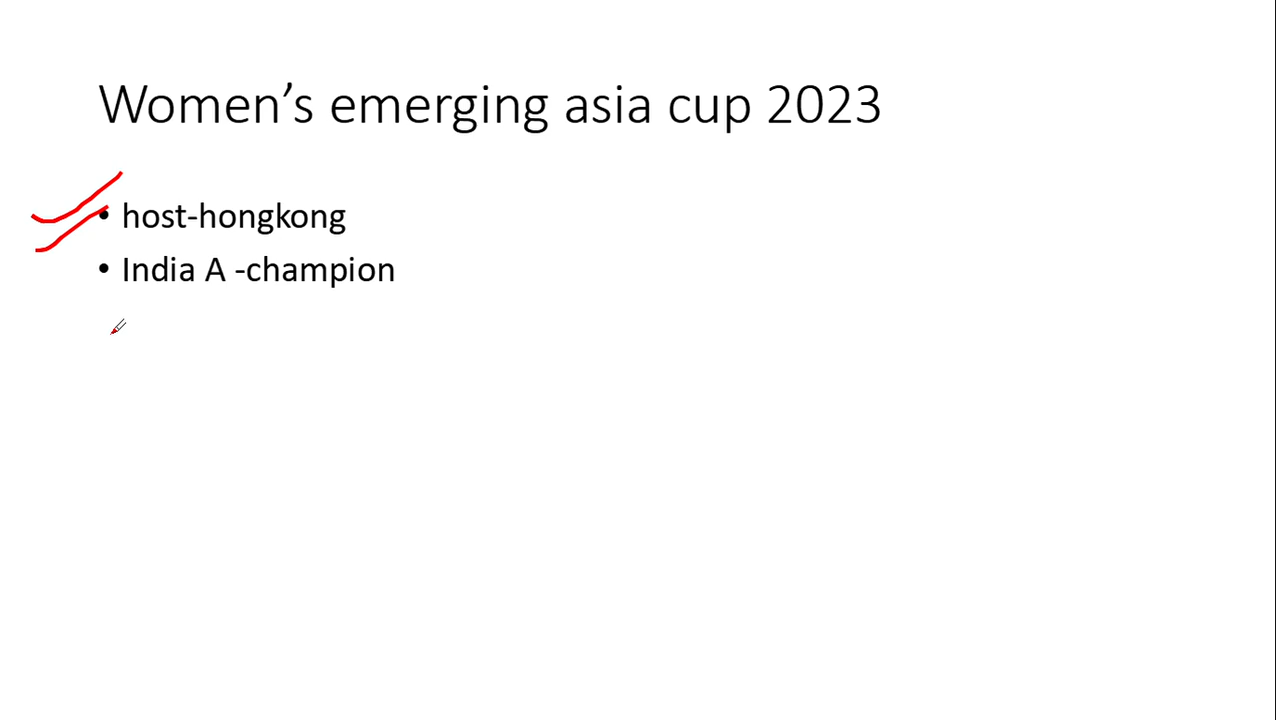 Women’s emerging asia cup 2023
• host-hongkong
• India A -champion